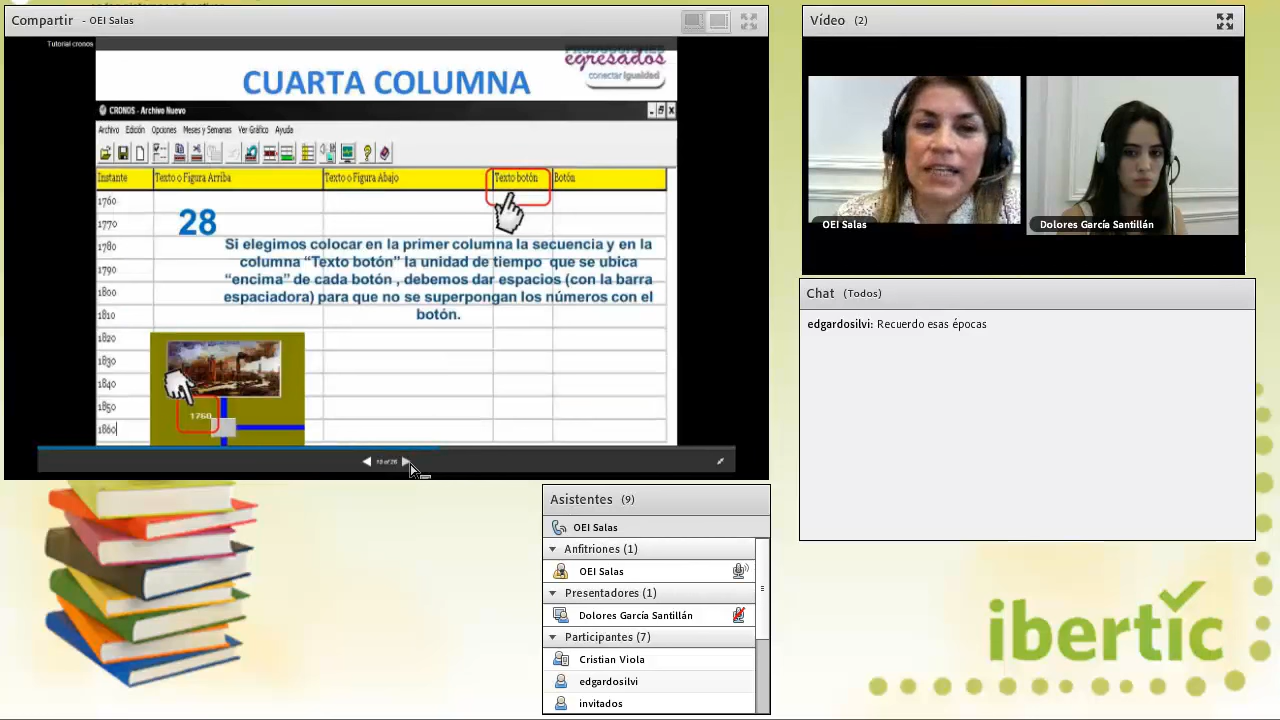 Compartir - OEI Salas
Tutorial cronos
egresados
conectar igualdad
CUARTA COLUMNA
CRONOS - Archivo Nuevo
Archivo Edición Opciones Meses y Semanas Ver Gráfico Ayuda
Instante Texto o Figura Arriba Texto o Figura Abajo Texto botón Botón
1760
1770
1780
1790
1800
1810
1820
1830
1840
1850
1860
28
Si elegimos colocar en la primer columna la secuencia y en la
columna “Texto botón” la unidad de tiempo que se ubica
“encima” de cada botón , debemos dar espacios (con la barra
espaciadora) para que no se superpongan los números con el
botón.
1760
Vídeo (2)
OEI Salas
Dolores García Santillán
Chat (Todos)
edgardosilvi: Recuerdo esas épocas
Asistentes (9)
OEI Salas
Anfitriones (1)
OEI Salas
Presentadores (1)
Dolores García Santillán
Participantes (7)
Cristian Viola
edgardosilvi
invitados
ibertic